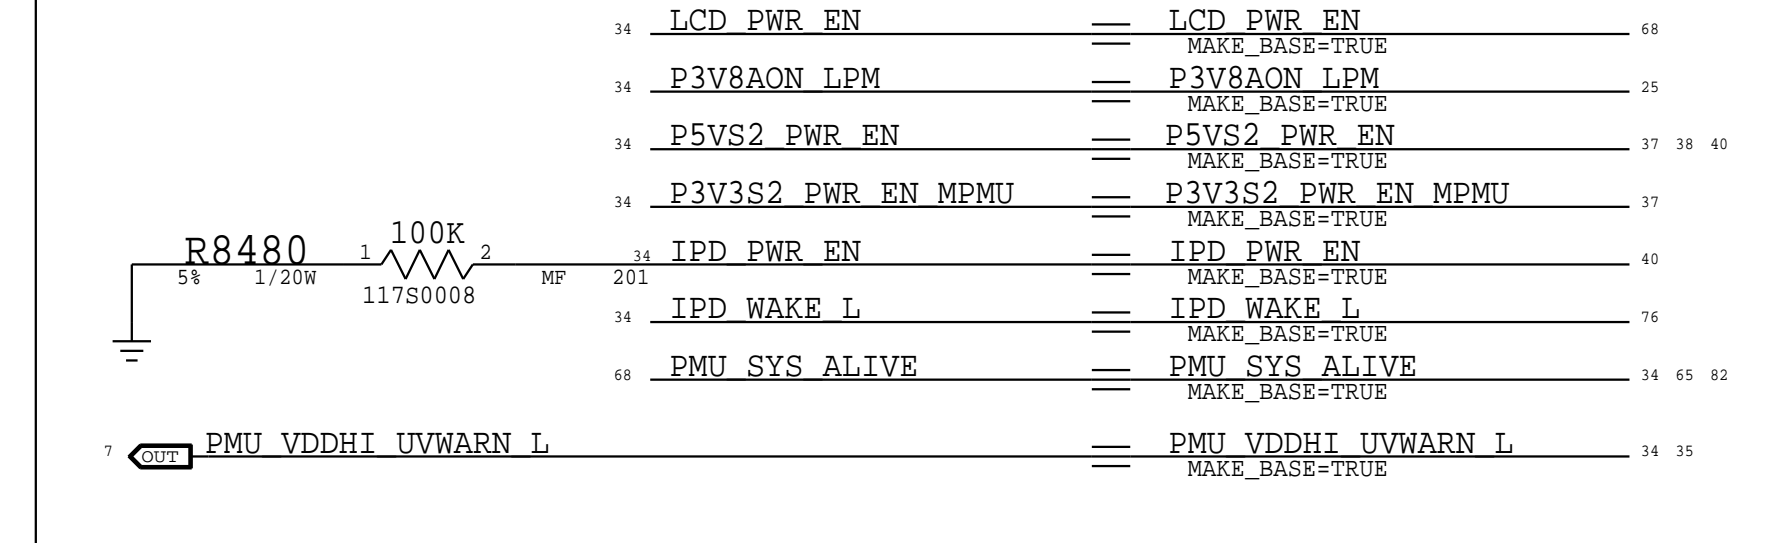 34 LCD_PWR_EN LCD_PWR_EN 68
MAKE_BASE=TRUE
34 P3V8AON_LPM P3V8AON_LPM 25
MAKE_BASE=TRUE
34 P5VS2_PWR_EN P5VS2_PWR_EN 37 38 40
MAKE_BASE=TRUE
34 P3V3S2_PWR_EN_MPMU P3V3S2_PWR_EN_MPMU 37
MAKE_BASE=TRUE
100K
R8480 1 2 34 IPD_PWR_EN IPD_PWR_EN 40
5% 1/20W MF 201 MAKE_BASE=TRUE
117S0008
34 IPD_WAKE_L IPD_WAKE_L 76
MAKE_BASE=TRUE
68 PMU_SYS_ALIVE PMU_SYS_ALIVE 34 65 82
MAKE_BASE=TRUE
7 OUT PMU_VDDHI_UVWARN_L PMU_VDDHI_UVWARN_L 34 35
MAKE_BASE=TRUE